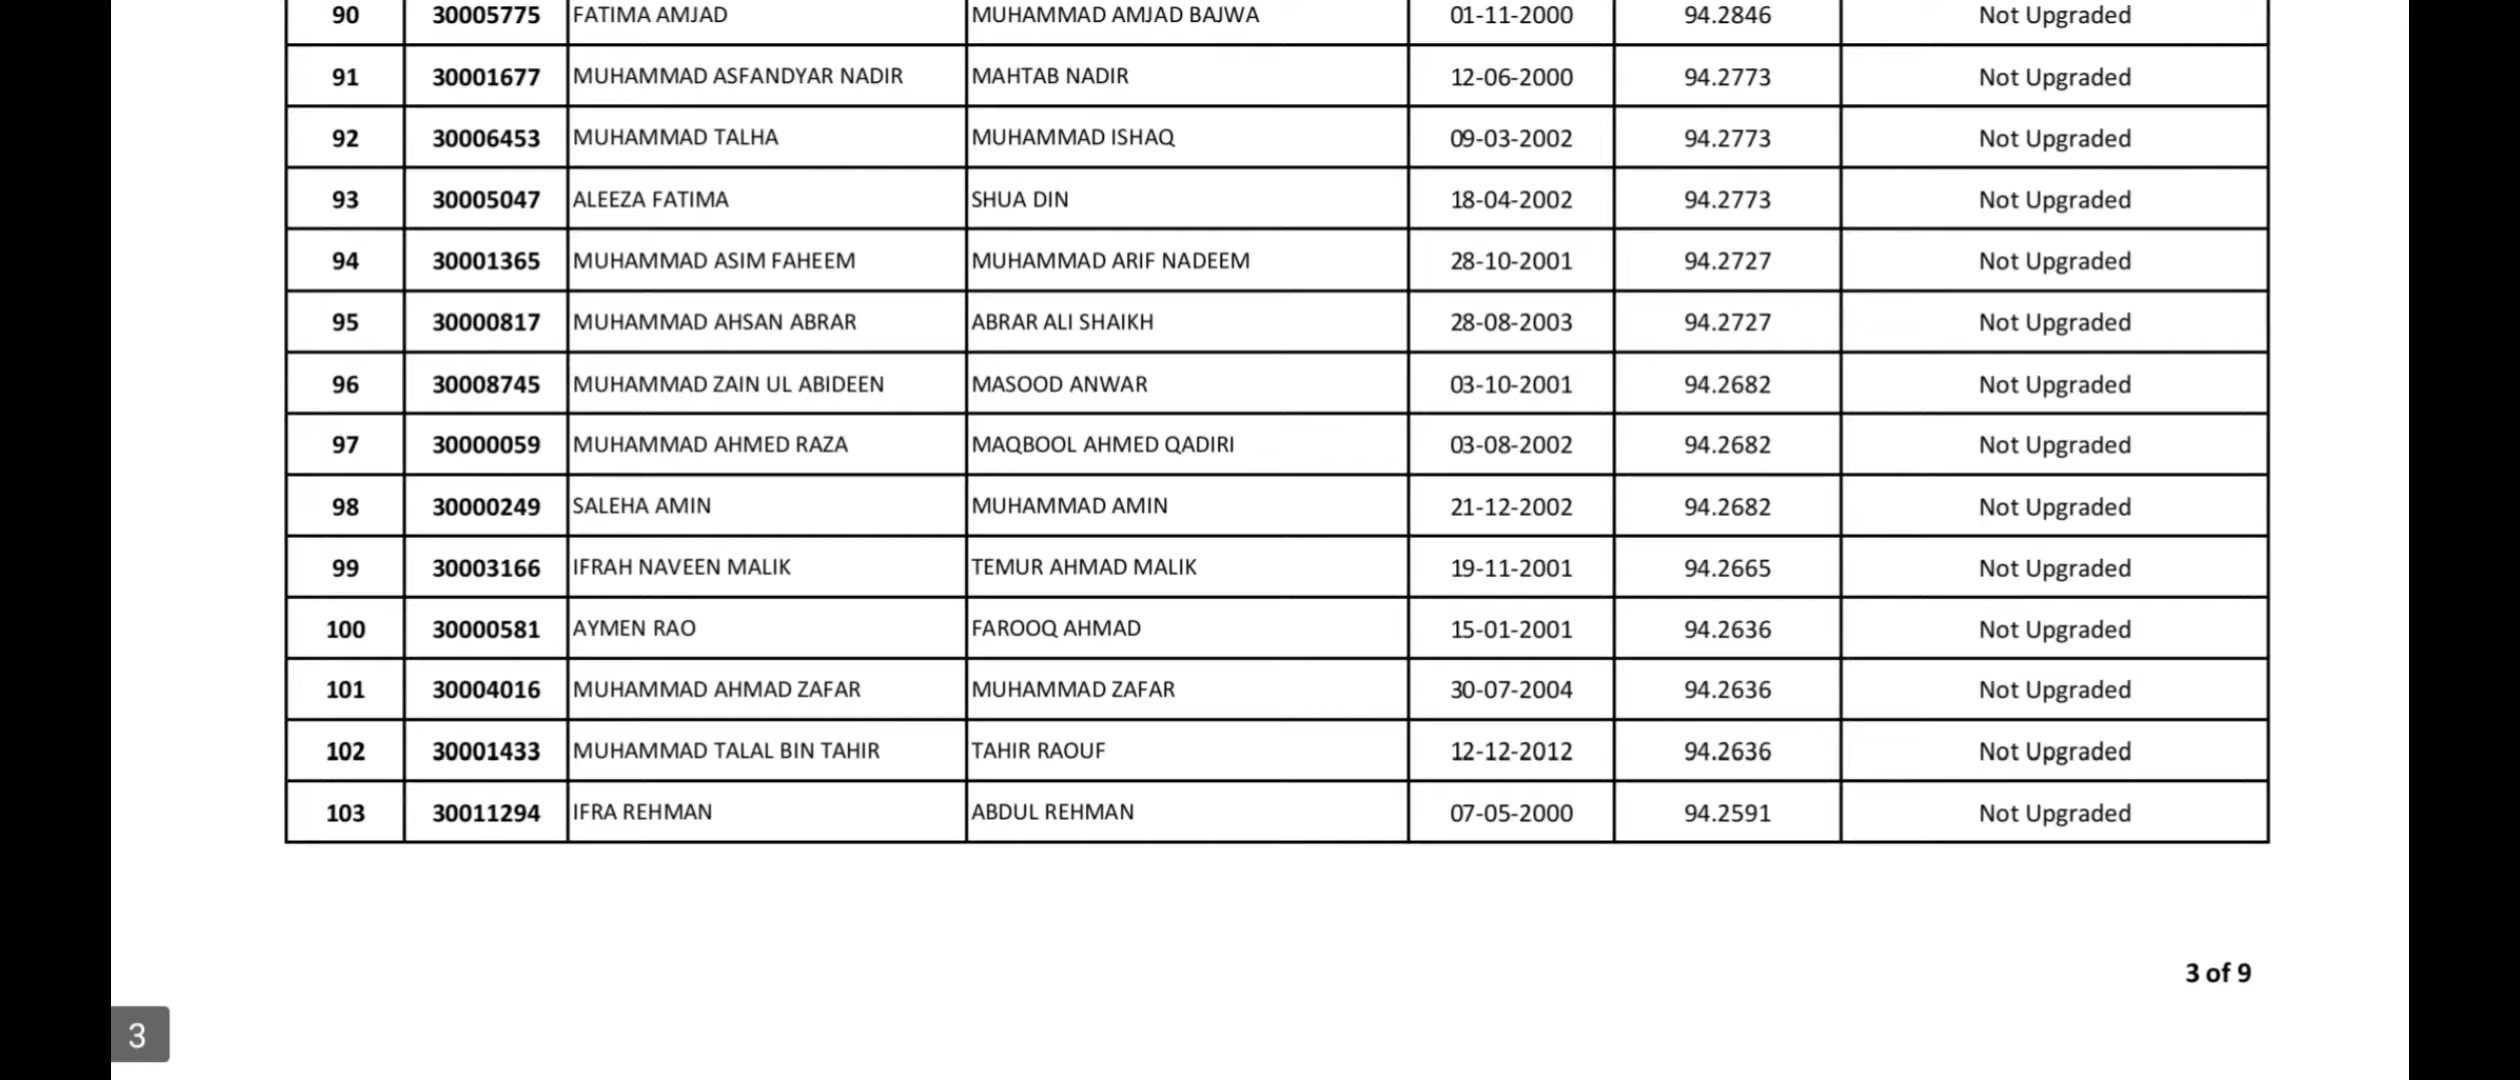 90 30005775 FATIMA AMJAD MUHAMMAD AMJAD BAJWA 01-11-2000 94.2846 Not Upgraded
91 30001677 MUHAMMAD ASFANDYAR NADIR MAHTAB NADIR 12-06-2000 94.2773 Not Upgraded
92 30006453 MUHAMMAD TALHA MUHAMMAD ISHAQ 09-03-2002 94.2773 Not Upgraded
93 30005047 ALEEZA FATIMA SHUA DIN 18-04-2002 94.2773 Not Upgraded
94 30001365 MUHAMMAD ASIM FAHEEM MUHAMMAD ARIF NADEEM 28-10-2001 94.2727 Not Upgraded
95 30000817 MUHAMMAD AHSAN ABRAR ABRAR ALI SHAIKH 28-08-2003 94.2727 Not Upgraded
96 30008745 MUHAMMAD ZAIN UL ABIDEEN MASOOD ANWAR 03-10-2001 94.2682 Not Upgraded
97 30000059 MUHAMMAD AHMED RAZA MAQBOOL AHMED QADIRI 03-08-2002 94.2682 Not Upgraded
98 30000249 SALEHA AMIN MUHAMMAD AMIN 21-12-2002 94.2682 Not Upgraded
99 30003166 IFRAH NAVEEN MALIK TEMUR AHMAD MALIK 19-11-2001 94.2665 Not Upgraded
100 30000581 AYMEN RAO FAROOQ AHMAD 15-01-2001 94.2636 Not Upgraded
101 30004016 MUHAMMAD AHMAD ZAFAR MUHAMMAD ZAFAR 30-07-2004 94.2636 Not Upgraded
102 30001433 MUHAMMAD TALAL BIN TAHIR TAHIR RAOUF 12-12-2012 94.2636 Not Upgraded
103 30011294 IFRA REHMAN ABDUL REHMAN 07-05-2000 94.2591 Not Upgraded
3 of 9
3